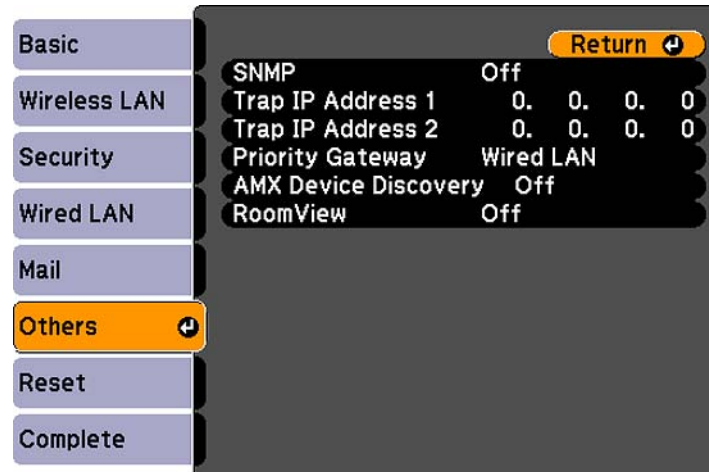 Basic
Wireless LAN
Security
Wired LAN
Mail
Others
Reset
Complete
Return
SNMP Off
Trap IP Address 1 0. 0. 0. 0
Trap IP Address 2 0. 0. 0. 0
Priority Gateway Wired LAN
AMX Device Discovery Off
RoomView Off